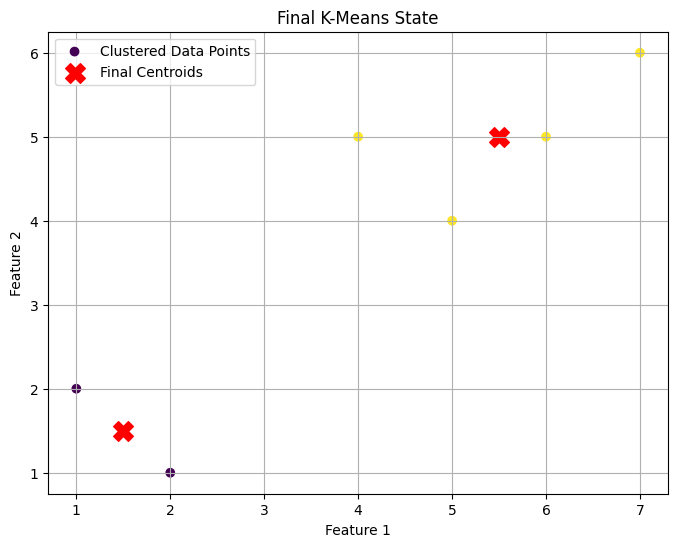 Final K-Means State
Clustered Data Points
Final Centroids
6
5
4
3
2
1
Feature 2
1 2 3 4 5 6 7
Feature 1